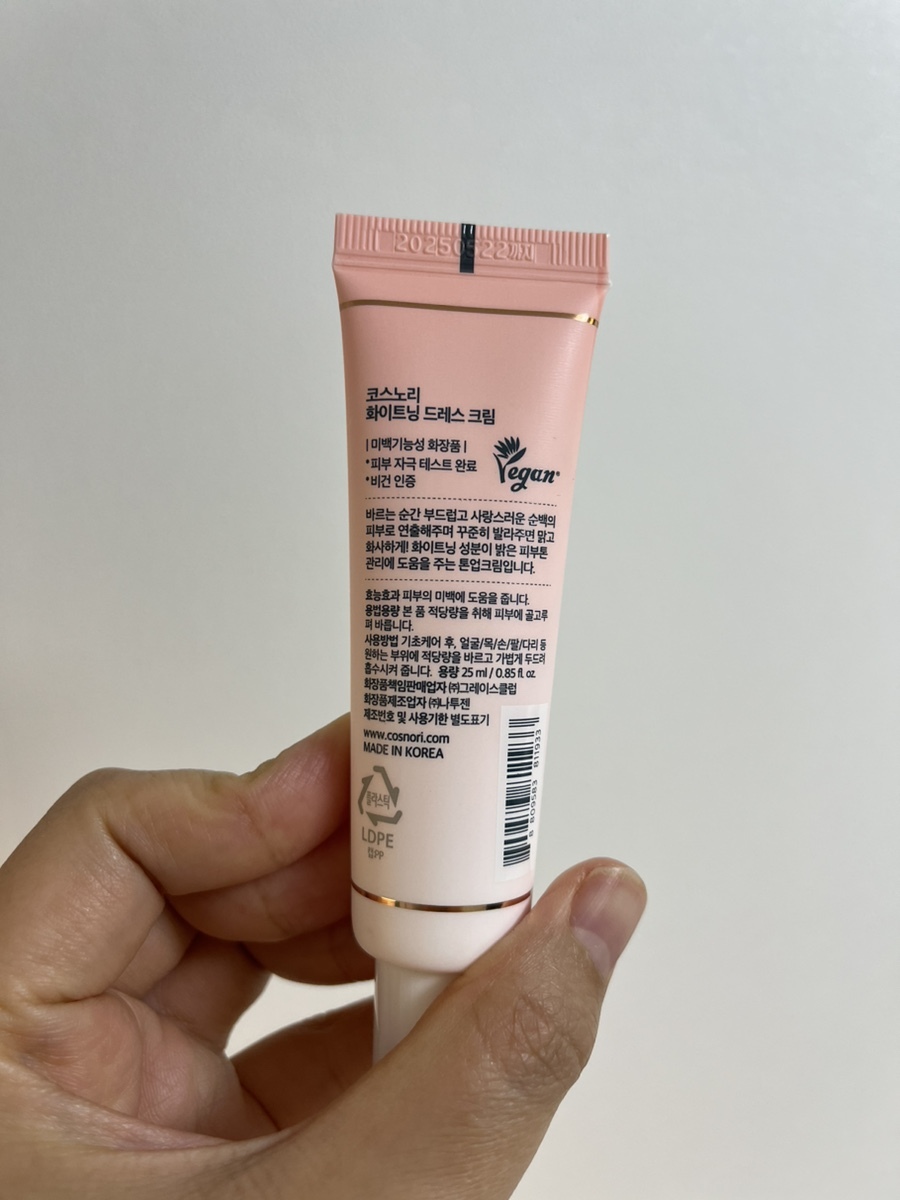 20250522까지
코스노리
화이트닝 드레스 크림
| 미백기능성 화장품 |
*피부 자극 테스트 완료
*비건 인증
Vegan
바르는 순간 부드럽고 사랑스러운 순백의
피부로 연출해주며 꾸준히 발라주면 맑고
화사하게! 화이트닝 성분이 밝은 피부톤
관리에 도움을 주는 톤업크림입니다.
효능효과 피부의 미백에 도움을 줍니다.
용법용량 본 품 적당량을 취해 피부에 골고루
펴 바릅니다.
사용방법 기초케어 후, 얼굴/목/손/팔/다리 등
원하는 부위에 적당량을 바르고 가볍게 두드려
흡수시켜 줍니다. 용량 25 ml / 0.85 fl. oz.
화장품책임판매업자 ㈜그레이스클럽
화장품제조업자 ㈜나투젠
제조번호 및 사용기한 별도표기
www.cosnori.com
MADE IN KOREA
플라스틱
LDPE
캡:PP
8 809583 811933